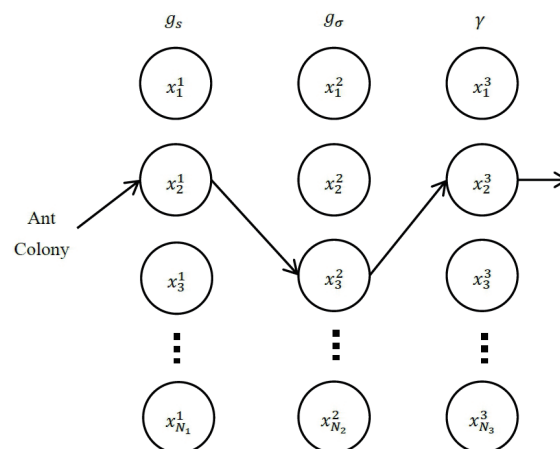 g_s g_σ γ
x_1^1 x_1^2 x_1^3
x_2^1 x_2^2 x_2^3
Ant
Colony
x_3^1 x_3^2 x_3^3
x_{N_1}^1 x_{N_2}^2 x_{N_3}^3